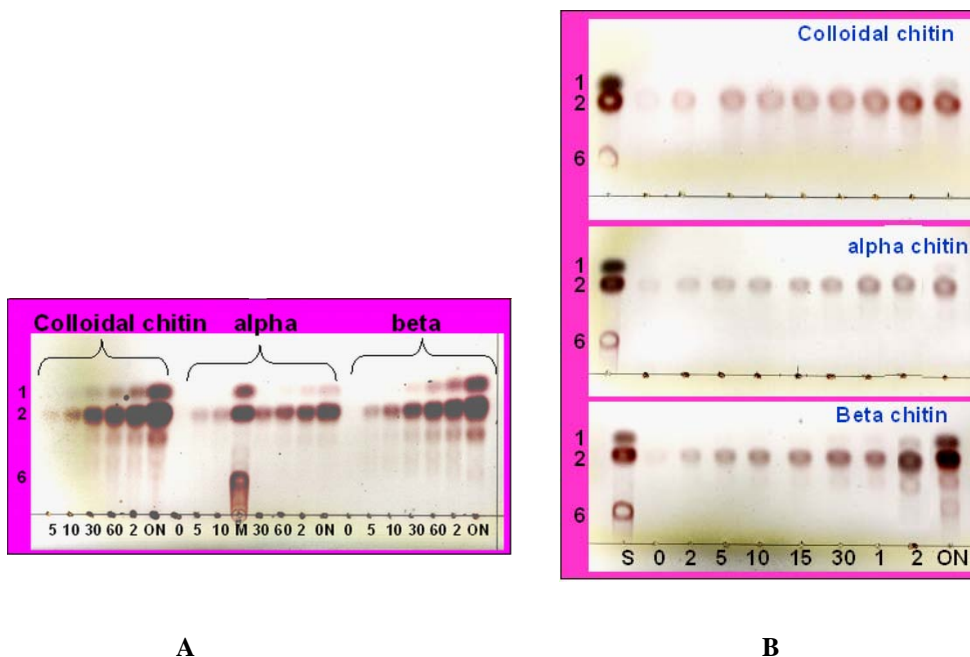 Colloidal chitin alpha beta
1
2
6
5 10 30 60 2 ON 0 5 10 M 30 60 2 ON 0 5 10 30 60 2 ON
A
Colloidal chitin
1
2
6
alpha chitin
1
2
6
Beta chitin
1
2
6
S 0 2 5 10 15 30 1 2 ON
B